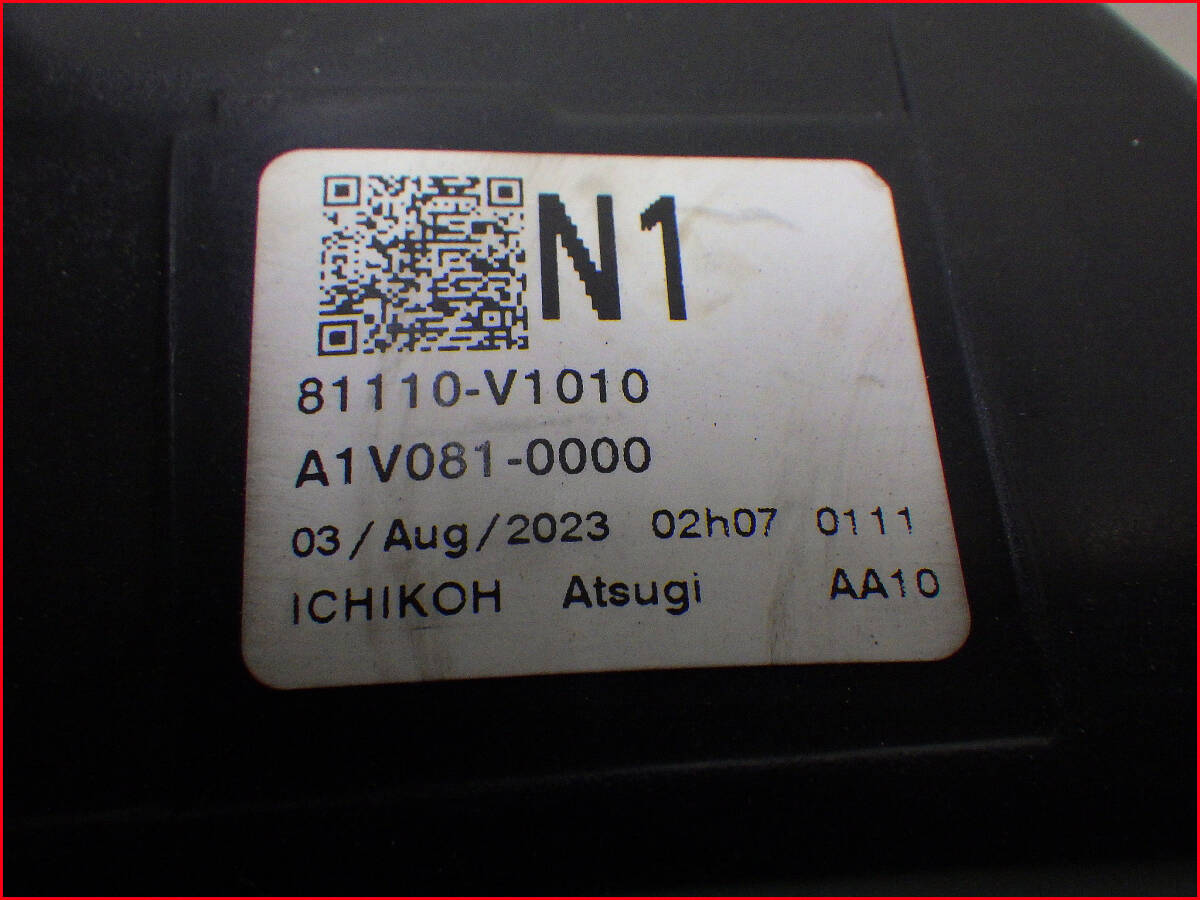 N1
81110-V1010
A1V081-0000
03/Aug/2023 02h07 0111
ICHIKOH Atsugi AA10